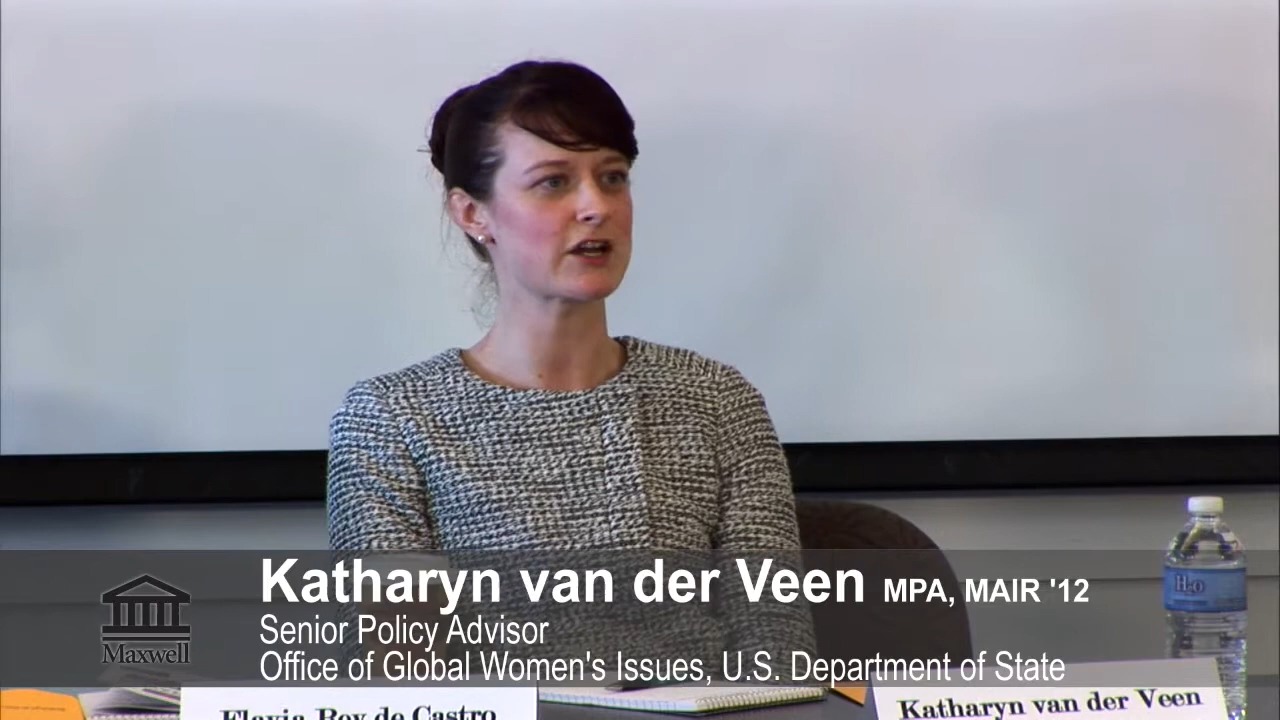 Katharyn van der Veen MPA, MAIR '12
Senior Policy Advisor
Office of Global Women's Issues, U.S. Department of State
Maxwell
H2O
Flavia Rey de Castro
Katharyn van der Veen